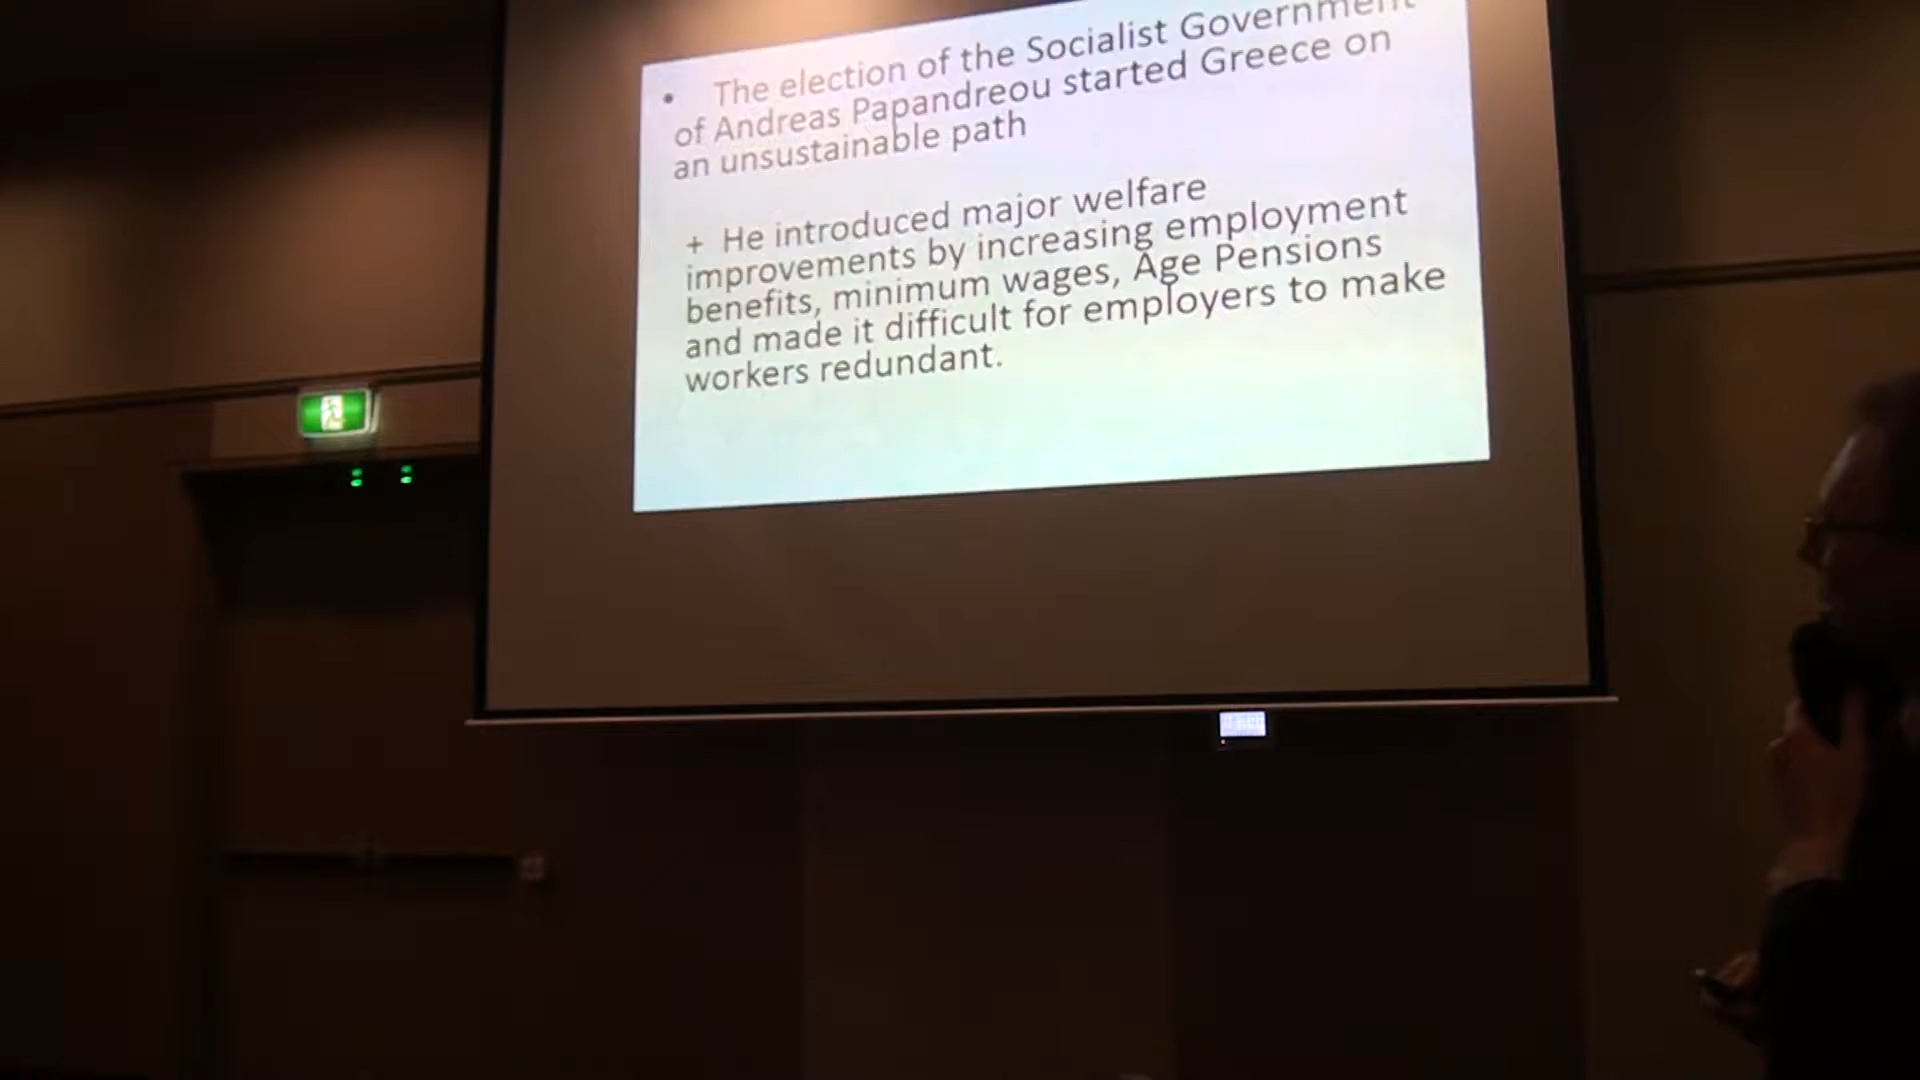 • The election of the Socialist Government
of Andreas Papandreou started Greece on
an unsustainable path
+ He introduced major welfare
improvements by increasing employment
benefits, minimum wages, Age Pensions
and made it difficult for employers to make
workers redundant.